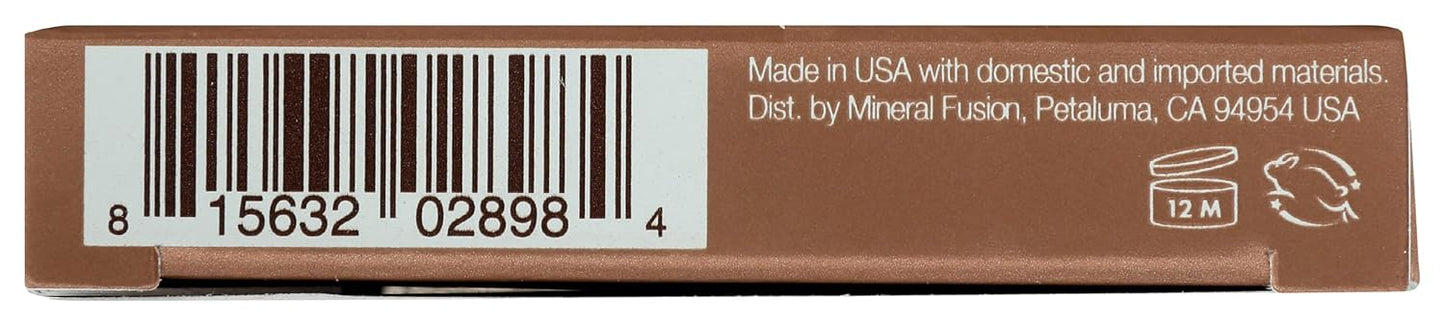 8 15632 02898 4
Made in USA with domestic and imported materials.
Dist. by Mineral Fusion, Petaluma, CA 94954 USA
12 M